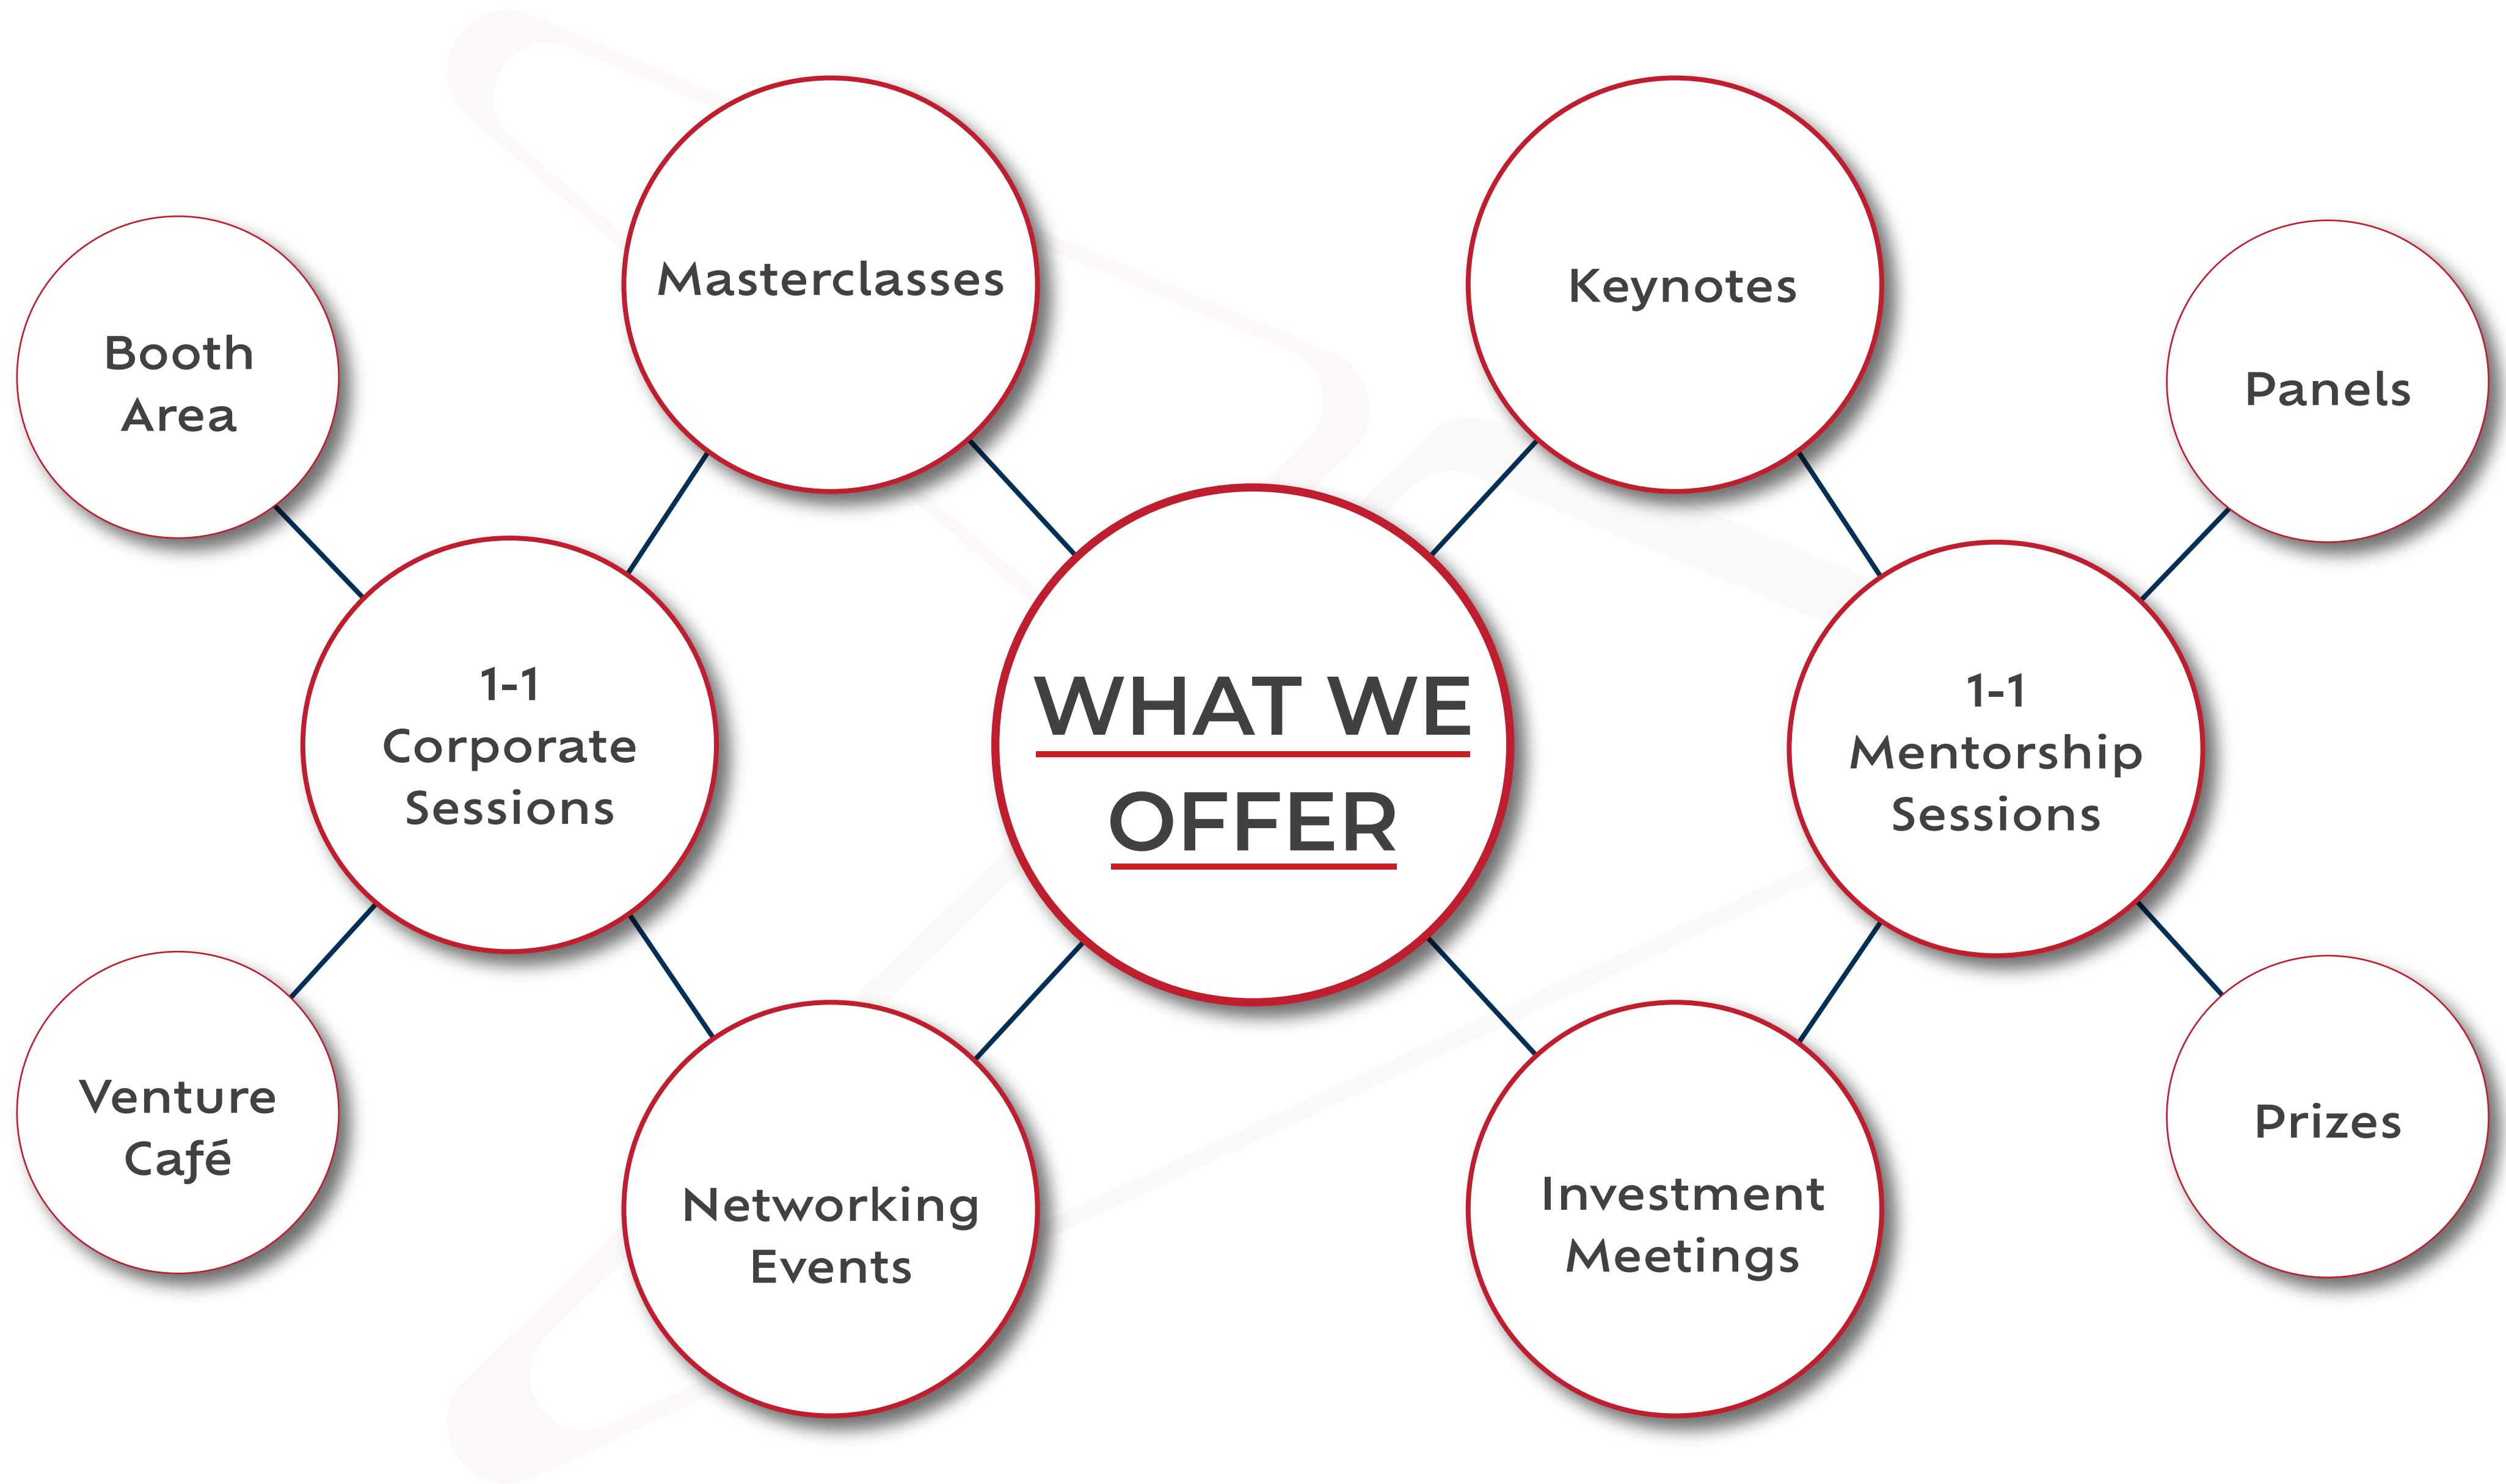 Masterclasses
Keynotes
Booth
Area
Panels
1-1
Corporate
Sessions
WHAT WE
OFFER
1-1
Mentorship
Sessions
Venture
Café
Networking
Events
Investment
Meetings
Prizes